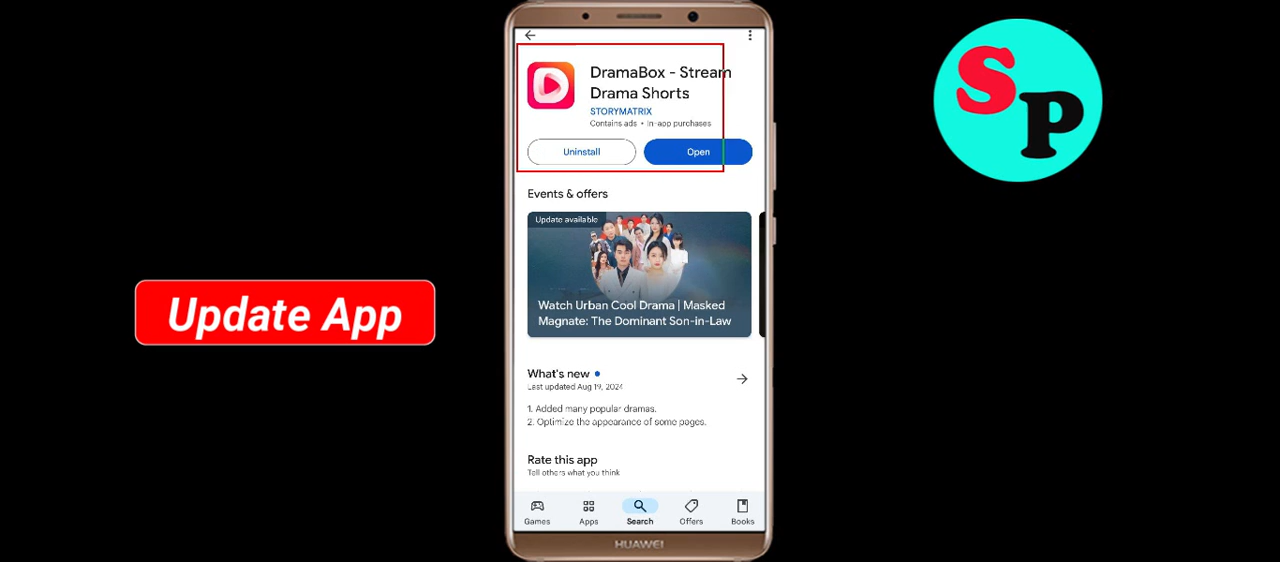 DramaBox - Stream
Drama Shorts
STORYMATRIX
Contains ads • In-app purchases
Uninstall
Open
Events & offers
Update available
Watch Urban Cool Drama | Masked
Magnate: The Dominant Son-in-Law
What's new
Last updated Aug 19, 2024
1. Added many popular dramas.
2. Optimize the appearance of some pages.
Rate this app
Tell others what you think
Games
Apps
Search
Offers
Books
HUAWEI
Update App
SP